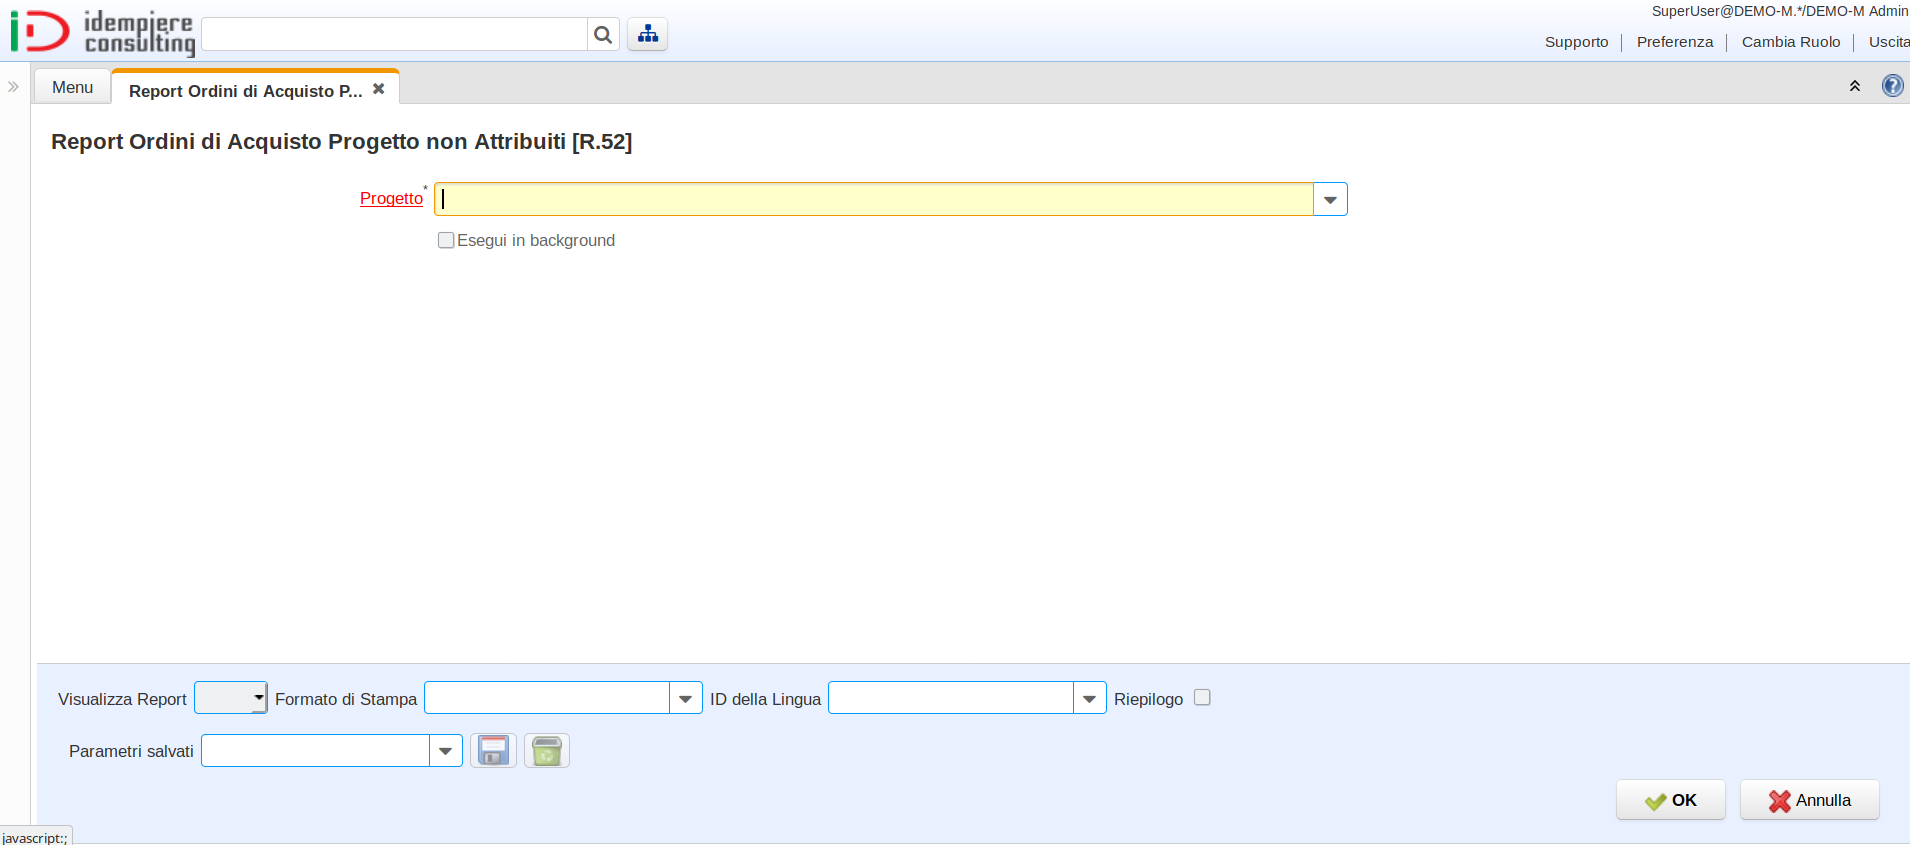 idempiere
consulting
SuperUser@DEMO-M.*/DEMO-M Admin
Supporto
Preferenza
Cambia Ruolo
Uscita
Menu
Report Ordini di Acquisto P...
Report Ordini di Acquisto Progetto non Attribuiti [R.52]
Progetto*
Esegui in background
Visualizza Report
Formato di Stampa
ID della Lingua
Riepilogo
Parametri salvati
OK
Annulla
javascript:;